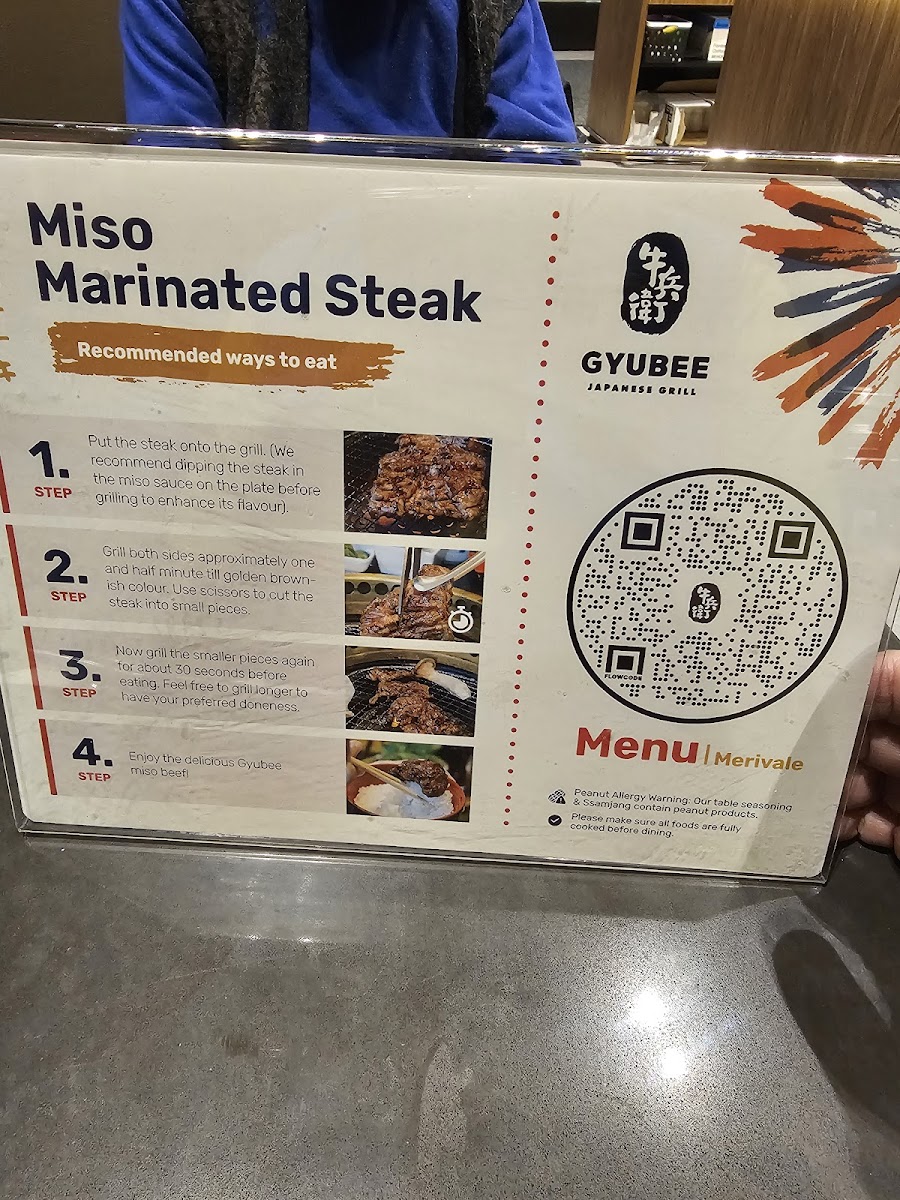 Miso
Marinated Steak
Recommended ways to eat
1.
STEP
Put the steak onto the grill. (We
recommend dipping the steak in
the miso sauce on the plate before
grilling to enhance its flavour).
2.
STEP
Grill both sides approximately one
and half minute till golden brown-
ish colour. Use scissors to cut the
steak into small pieces.
3.
STEP
Now grill the smaller pieces again
for about 30 seconds before
eating. Feel free to grill longer to
have your preferred doneness.
4.
STEP
Enjoy the delicious Gyubee
miso beef!
牛兵衛
GYUBEE
JAPANESE GRILL
牛兵衛
FLOWCODE
Menu | Merivale
Peanut Allergy Warning: Our table seasoning
& Ssamjang contain peanut products.
Please make sure all foods are fully
cooked before dining.